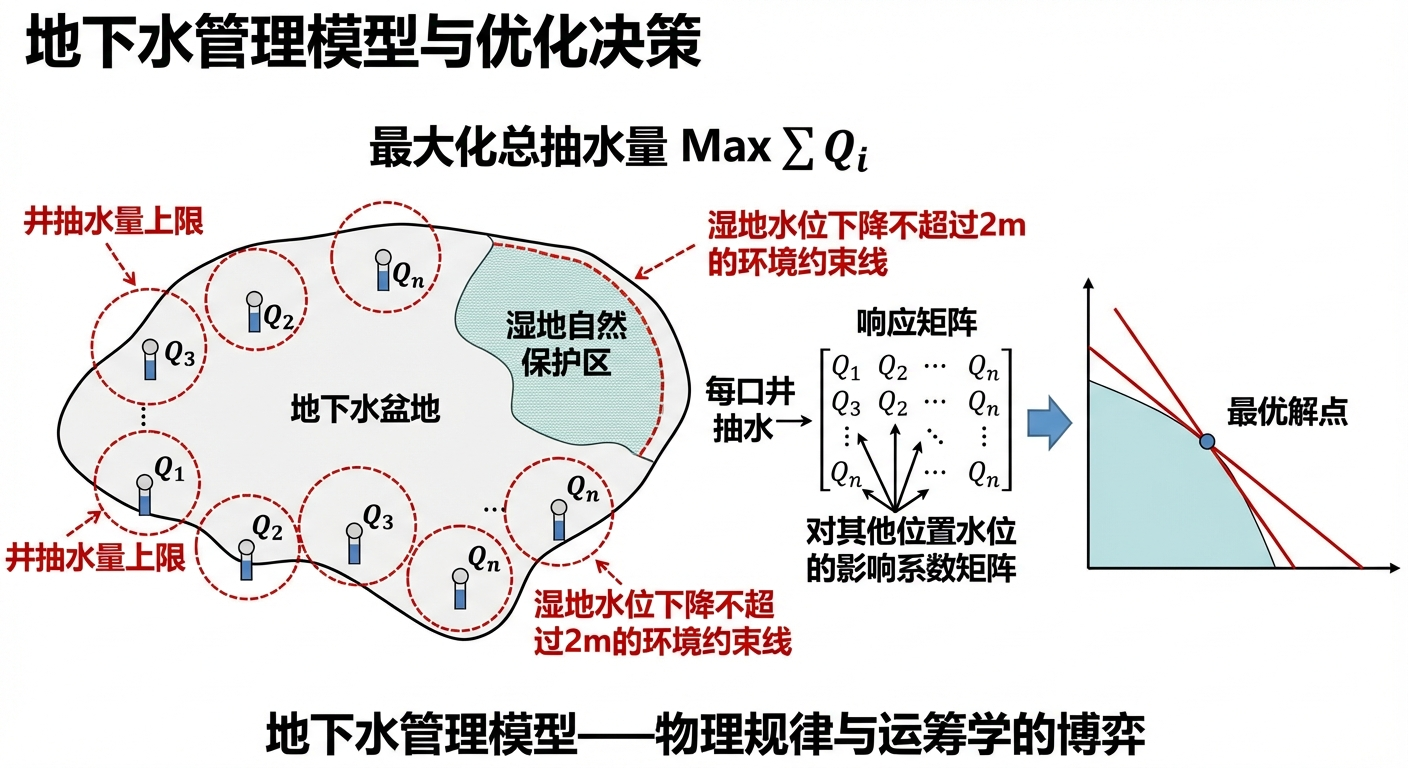 地下水管理模型与优化决策
最大化总抽水量 Max ∑ Qᵢ
井抽水量上限
湿地水位下降不超过2m
的环境约束线
Qₙ
Q₂
Q₃
⋮
湿地自然
保护区
地下水盆地
Q₁
Q₂
Q₃
Qₙ
…
Qₙ
井抽水量上限
湿地水位下降不超
过2m的环境约束线
每口井
抽水
响应矩阵
Q₁ Q₂ ⋯ Qₙ
Q₃ Q₂ ⋯ Qₙ
⋮ ⋱ ⋮
Qₙ ⋯ Qₙ
对其他位置水位
的影响系数矩阵
最优解点
地下水管理模型——物理规律与运筹学的博弈